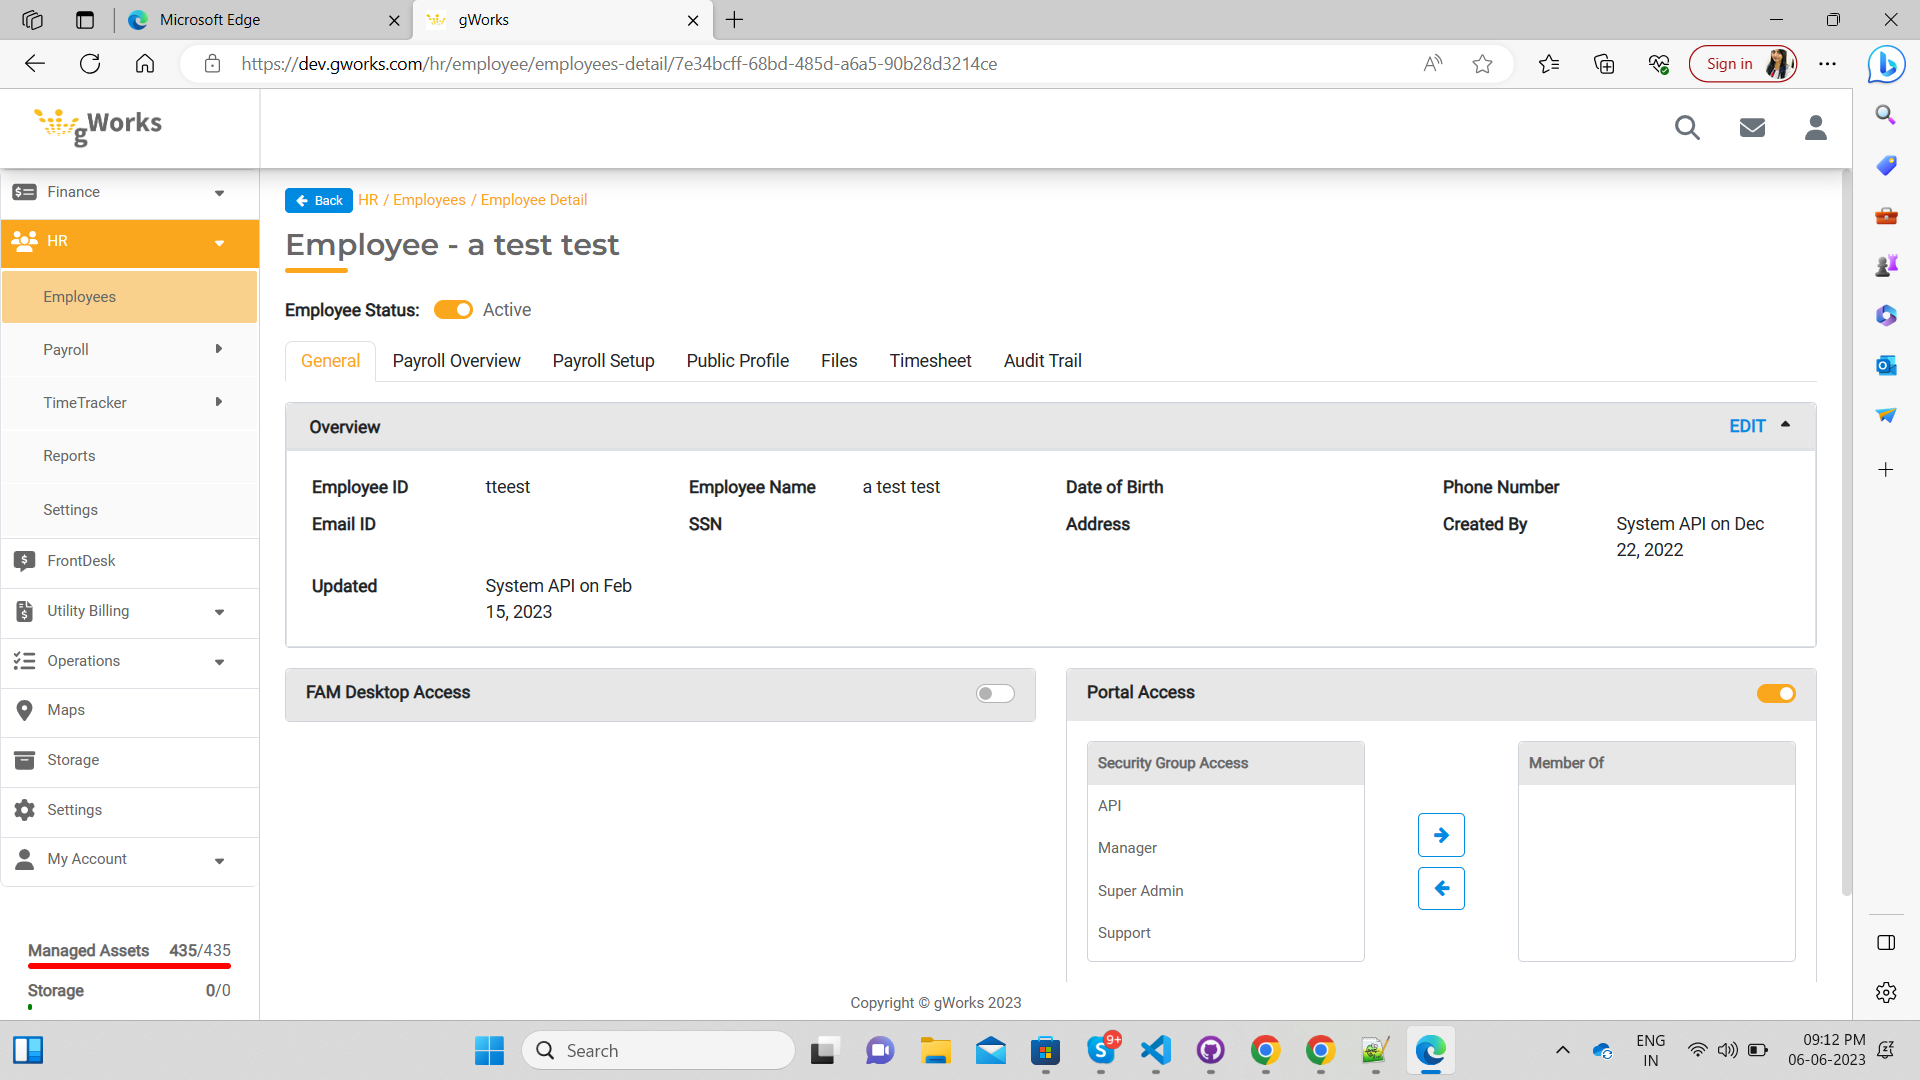 Microsoft Edge
gWorks
https://dev.gworks.com/hr/employee/employees-detail/7e34bcff-68bd-485d-a6a5-90b28d3214ce
Sign in
gWorks
Finance
HR
Employees
Payroll
TimeTracker
Reports
Settings
FrontDesk
Utility Billing
Operations
Maps
Storage
Settings
My Account
Managed Assets 435/435
Storage 0/0
Back HR / Employees / Employee Detail
Employee - a test test
Employee Status: Active
General Payroll Overview Payroll Setup Public Profile Files Timesheet Audit Trail
Overview EDIT
Employee ID tteest Employee Name a test test Date of Birth Phone Number
Email ID SSN Address Created By System API on Dec
22, 2022
Updated System API on Feb
15, 2023
FAM Desktop Access
Portal Access
Security Group Access
API
Manager
Super Admin
Support
Member Of
Copyright © gWorks 2023
Search
9+
ENG
IN
09:12 PM
06-06-2023